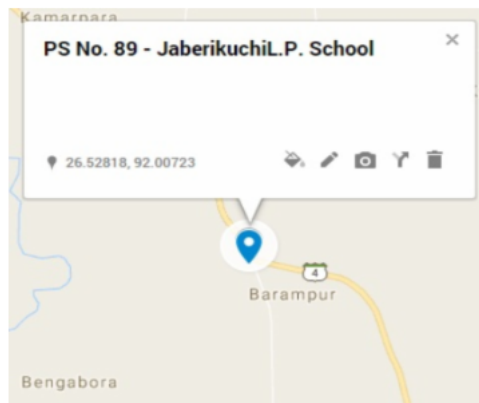 Kamarpara
PS No. 89 - JaberikuchiL.P. School
26.52818, 92.00723
4
Barampur
Bengabora